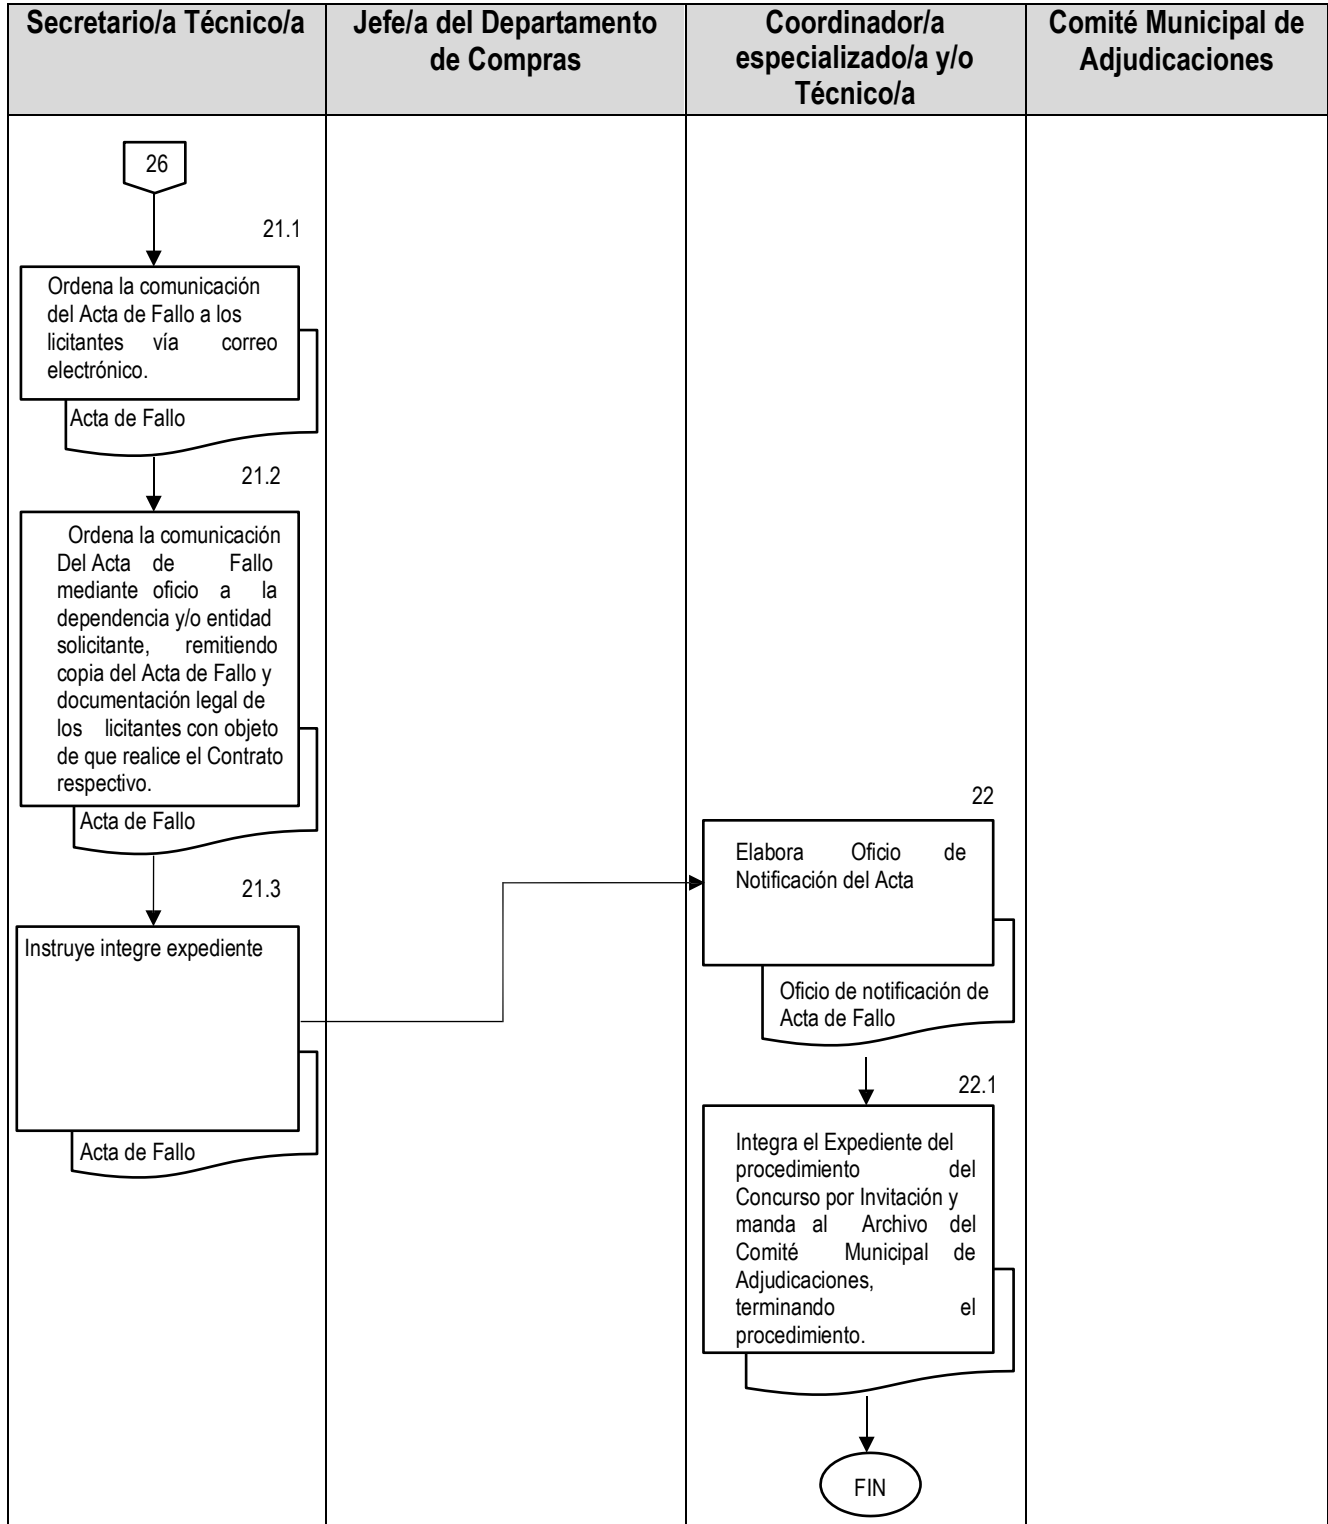 Secretario/a Técnico/a
Jefe/a del Departamento
de Compras
Coordinador/a
especializado/a y/o
Técnico/a
Comité Municipal de
Adjudicaciones
26
21.1
Ordena la comunicación
del Acta de Fallo a los
licitantes vía correo
electrónico.
Acta de Fallo
21.2
Ordena la comunicación
Del Acta de Fallo
mediante oficio a la
dependencia y/o entidad
solicitante, remitiendo
copia del Acta de Fallo y
documentación legal de
los licitantes con objeto
de que realice el Contrato
respectivo.
Acta de Fallo
21.3
Instruye integre expediente
Acta de Fallo
22
Elabora Oficio de
Notificación del Acta
Oficio de notificación de
Acta de Fallo
22.1
Integra el Expediente del
procedimiento del
Concurso por Invitación y
manda al Archivo del
Comité Municipal de
Adjudicaciones,
terminando el
procedimiento.
FIN